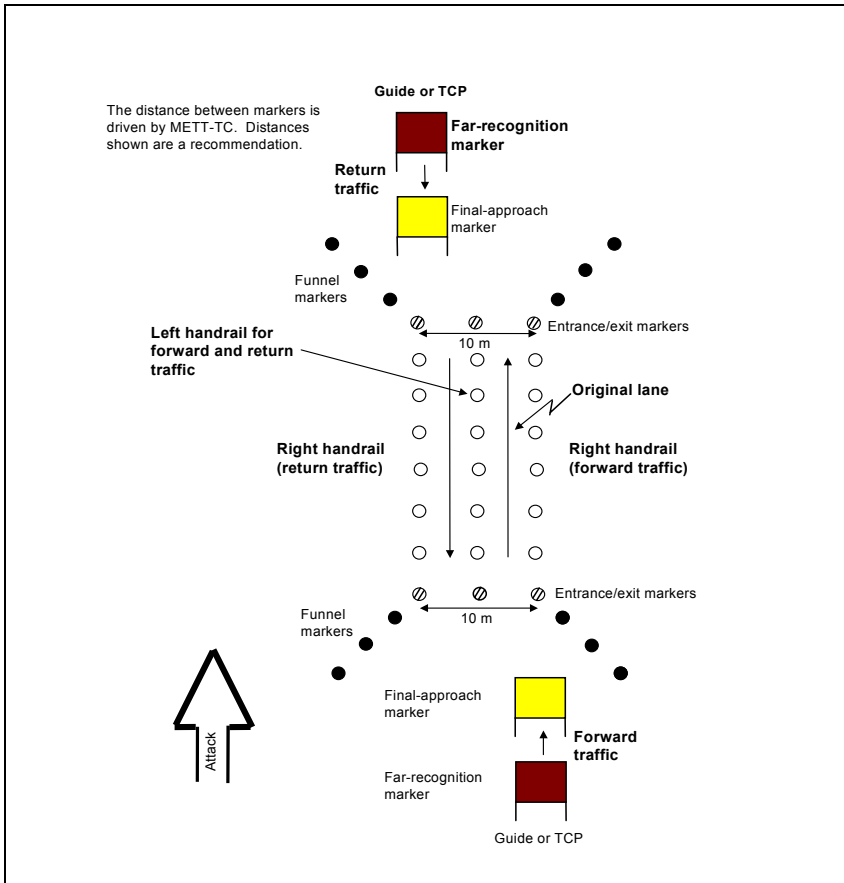 Guide or TCP
The distance between markers is
driven by METT-TC. Distances
shown are a recommendation.
Far-recognition
marker
Return
traffic
Final-approach
marker
Funnel
markers
Entrance/exit markers
10 m
Left handrail for
forward and return
traffic
Original lane
Right handrail
(return traffic)
Right handrail
(forward traffic)
Entrance/exit markers
10 m
Funnel
markers
Attack
Final-approach
marker
Forward
traffic
Far-recognition
marker
Guide or TCP